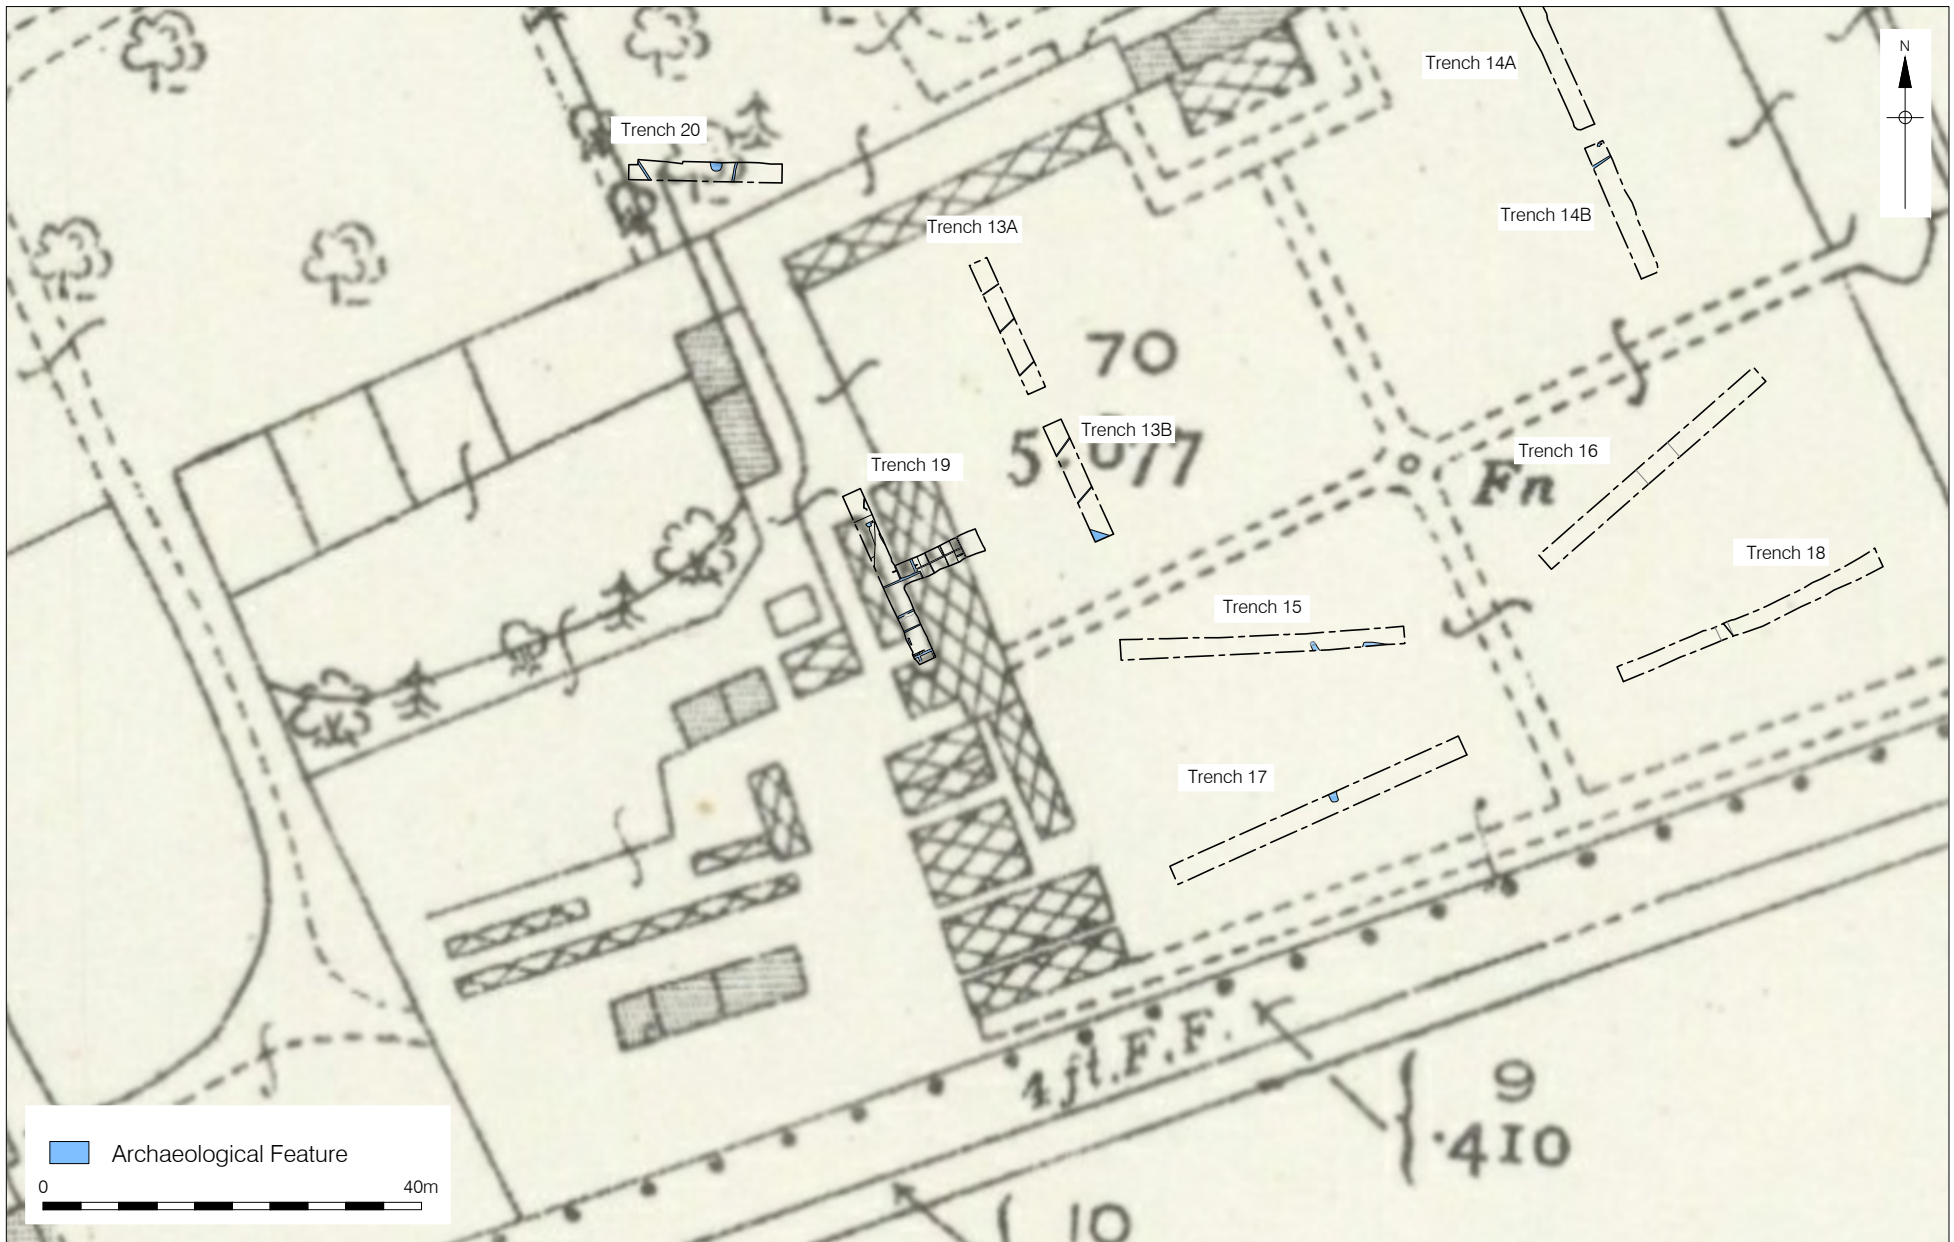 Trench 14A
N
Trench 20
Trench 14B
Trench 13A
70
5·077
Trench 13B
Trench 19
Trench 16
Fn
Trench 18
Trench 15
Trench 17
4ft.F.F.
9
·410
10
Archaeological Feature
0 40m